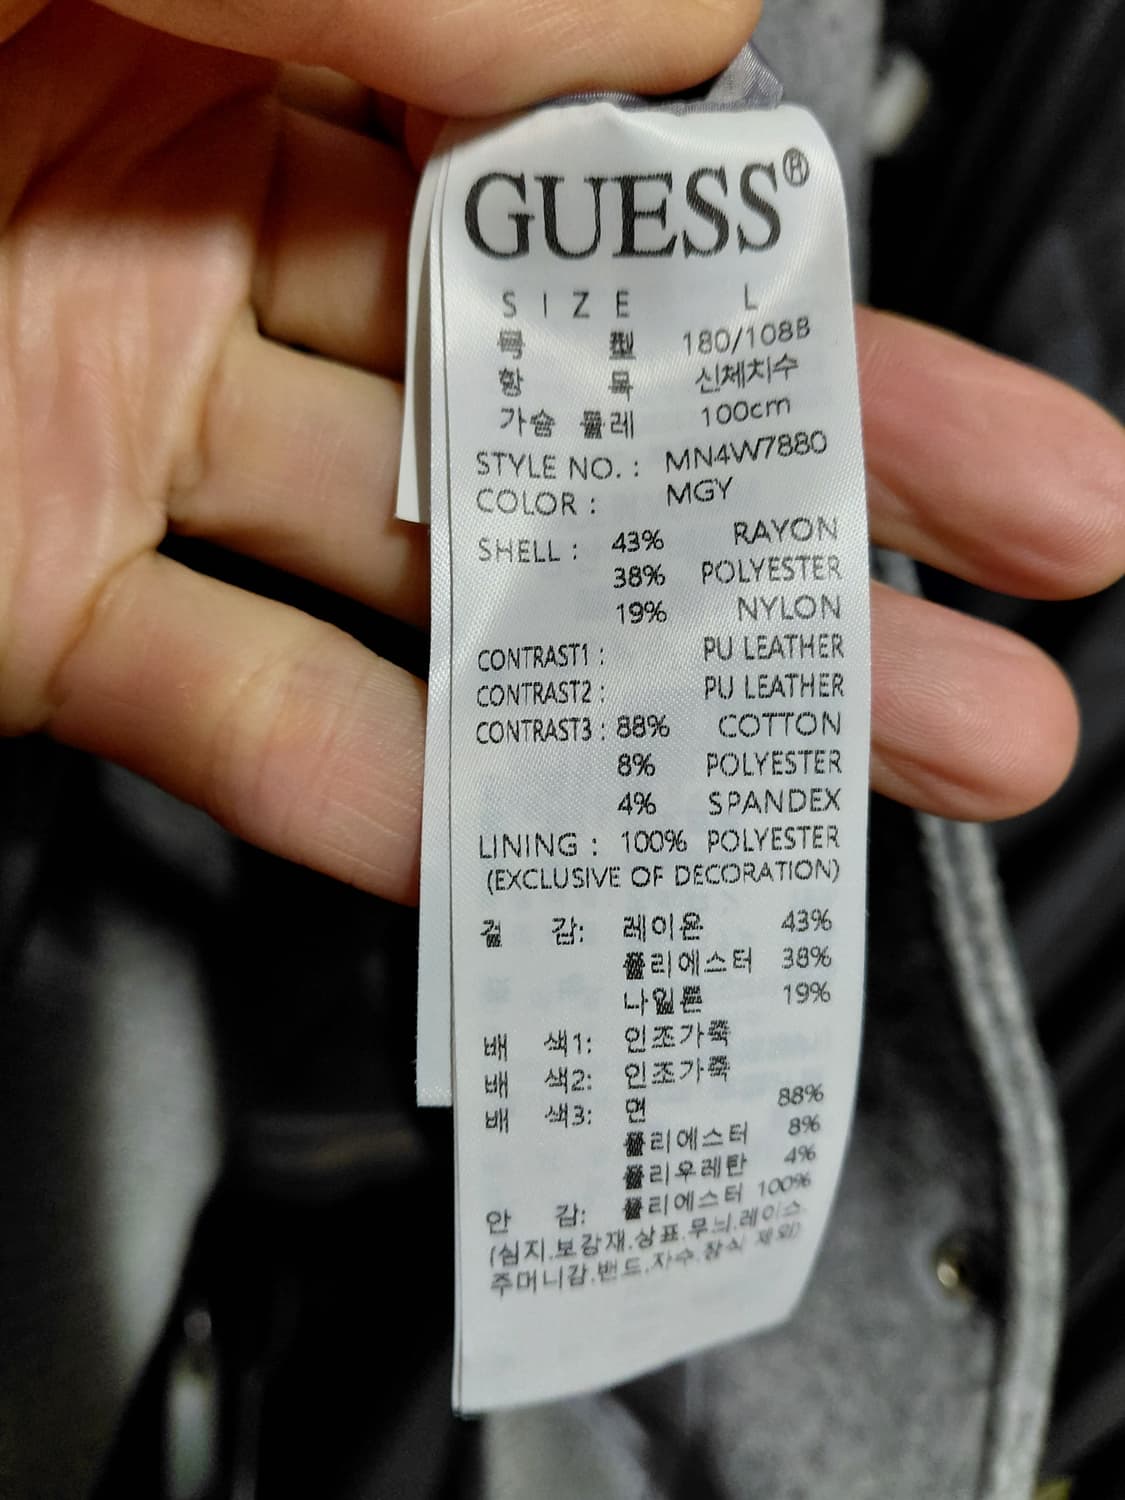 GUESS®
SIZE L
号 型 180/108B
항 목 신체치수
가슴 둘레 100cm
STYLE NO. : MN4W7880
COLOR : MGY
SHELL : 43% RAYON
38% POLYESTER
19% NYLON
CONTRAST1 : PU LEATHER
CONTRAST2 : PU LEATHER
CONTRAST3 : 88% COTTON
8% POLYESTER
4% SPANDEX
LINING : 100% POLYESTER
(EXCLUSIVE OF DECORATION)
겉 감: 레이온 43%
폴리에스터 38%
나일론 19%
배 색1: 인조가죽
배 색2: 인조가죽
배 색3: 면 88%
폴리에스터 8%
폴리우레탄 4%
안 감: 폴리에스터 100%
(심지.보강재.상표.무늬.레이스.
주머니감.밴드.자수.장식 제외)